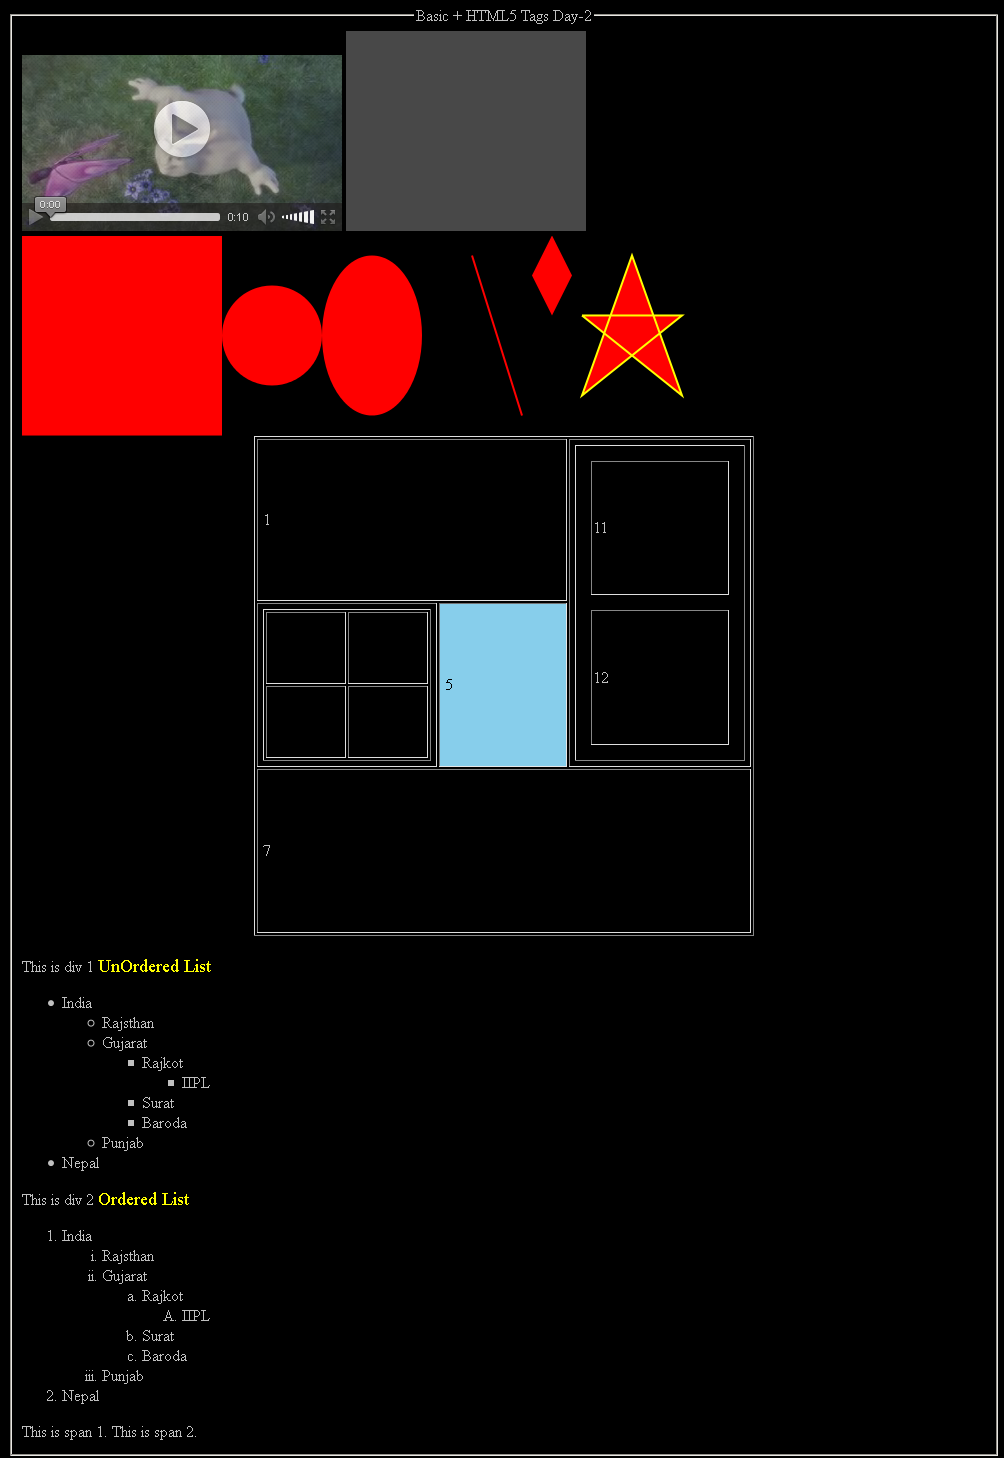 Basic + HTML5 Tags Day-2
0:00
0:10
1
11
5
12
7
This is div 1 UnOrdered List
• India
○ Rajsthan
○ Gujarat
▪ Rajkot
▪ IIPL
▪ Surat
▪ Baroda
○ Punjab
• Nepal
This is div 2 Ordered List
1. India
i. Rajsthan
ii. Gujarat
a. Rajkot
A. IIPL
b. Surat
c. Baroda
iii. Punjab
2. Nepal
This is span 1. This is span 2.